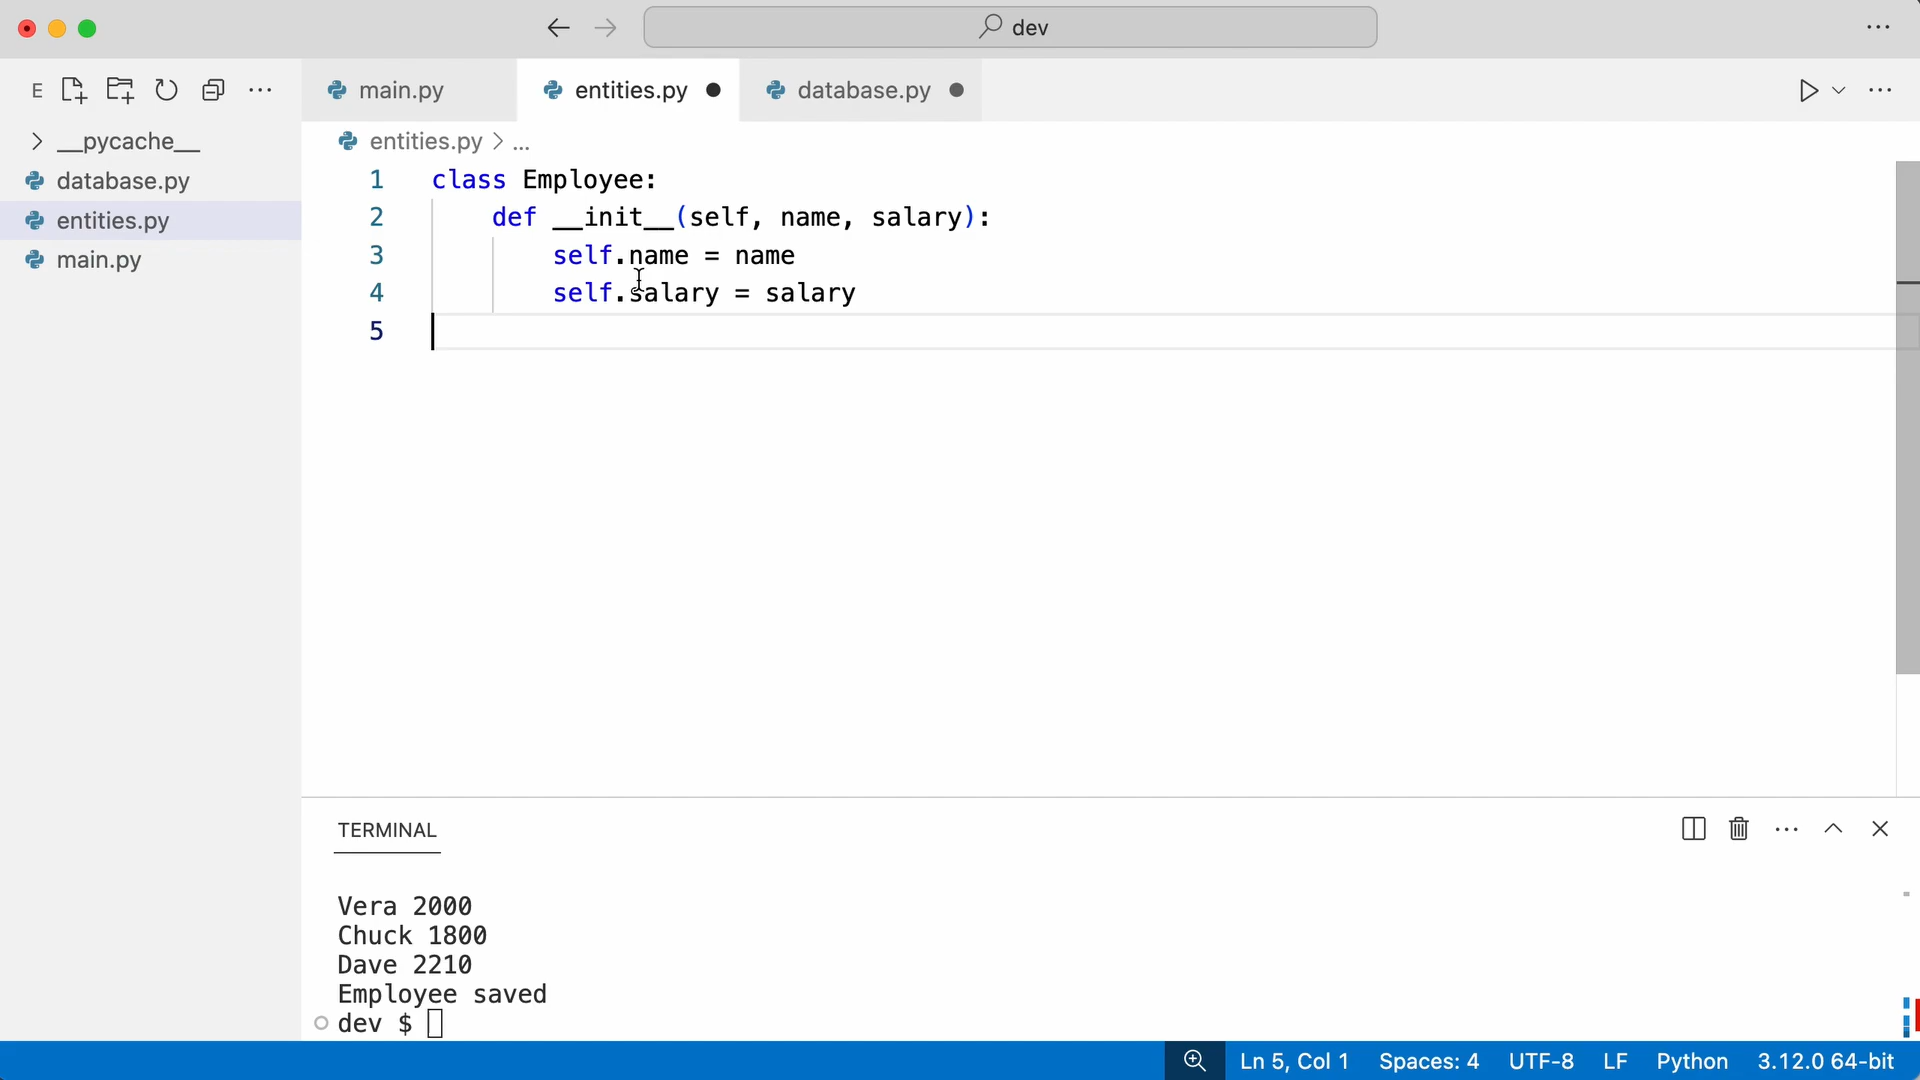 dev
E
main.py
entities.py
database.py
__pycache__
database.py
entities.py
main.py
entities.py > ...
1 class Employee:
2     def __init__(self, name, salary):
3         self.name = name
4         self.salary = salary
5
TERMINAL
Vera 2000
Chuck 1800
Dave 2210
Employee saved
dev $
Ln 5, Col 1 Spaces: 4 UTF-8 LF Python 3.12.0 64-bit